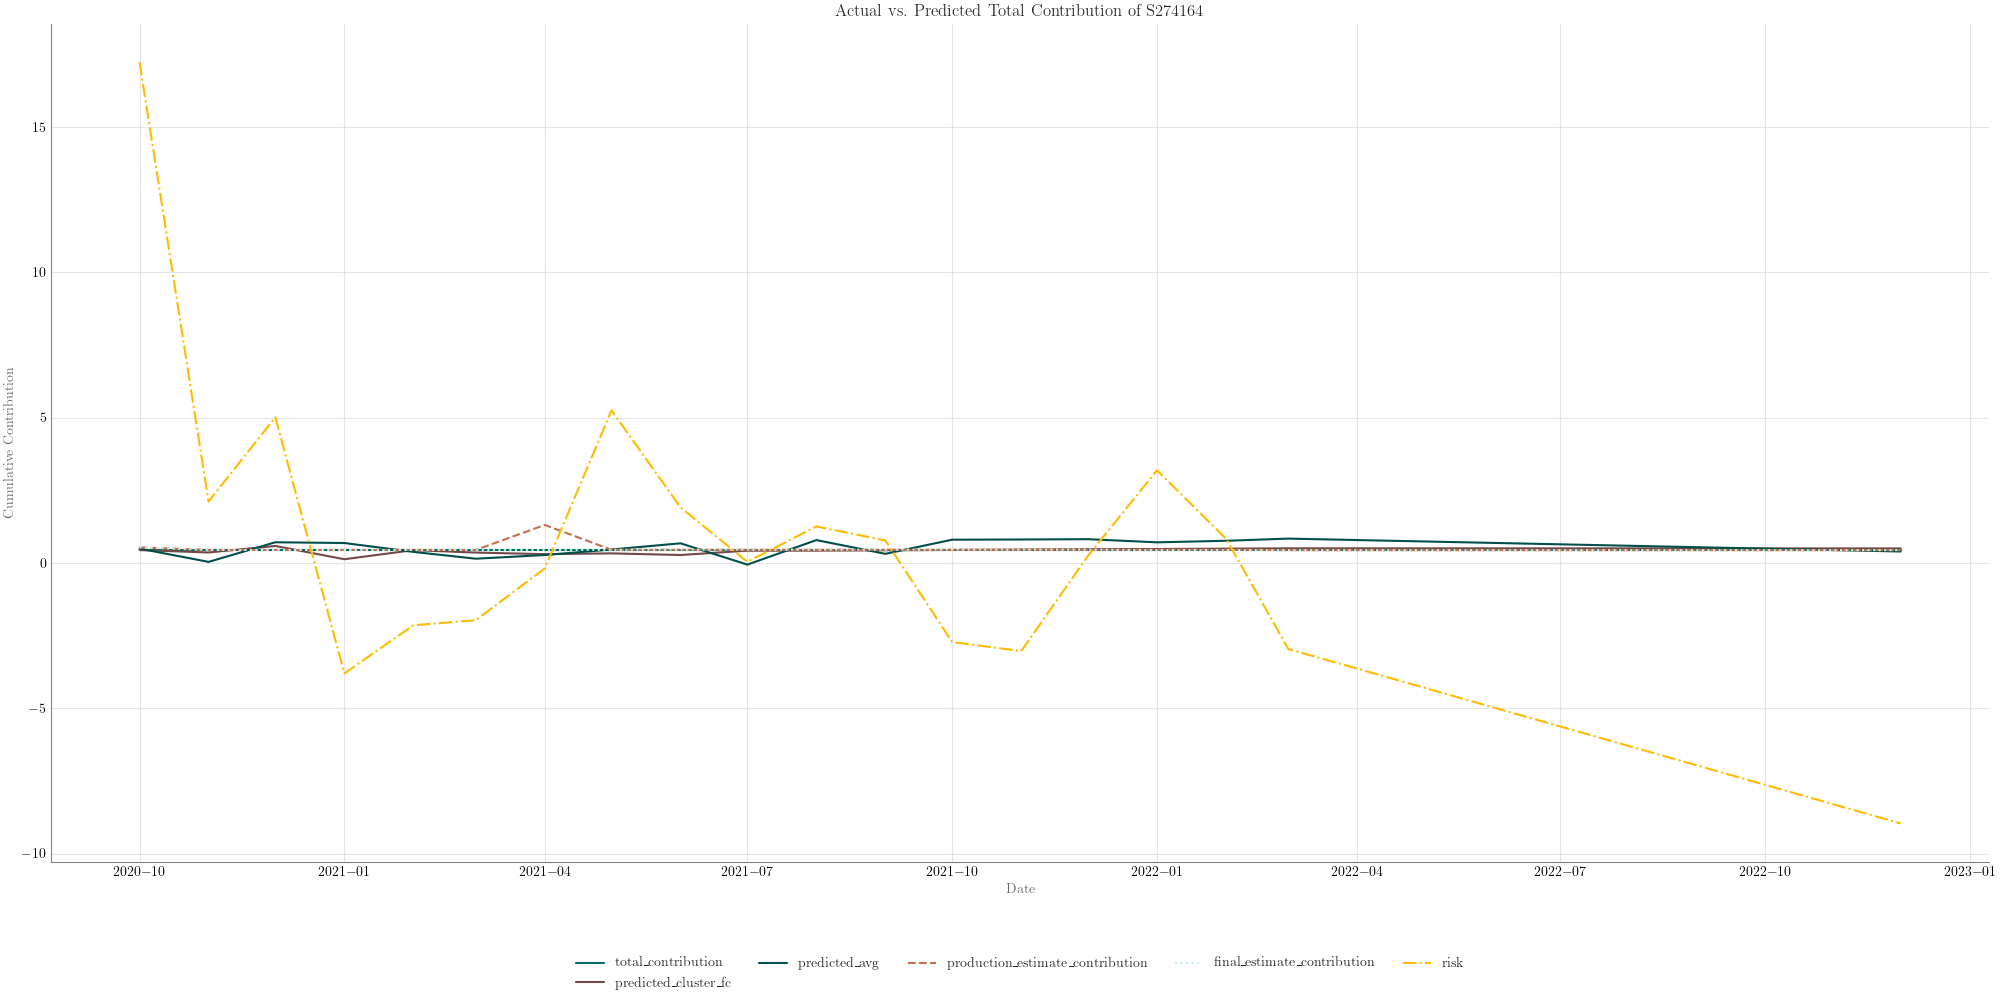 Actual vs. Predicted Total Contribution of S274164
Cumulative Contribution
15
10
5
0
−5
−10
2020−10 2021−01 2021−04 2021−07 2021−10 2022−01 2022−04 2022−07 2022−10 2023−01
Date
total_contribution predicted_avg production_estimate_contribution final_estimate_contribution risk
predicted_cluster_fc